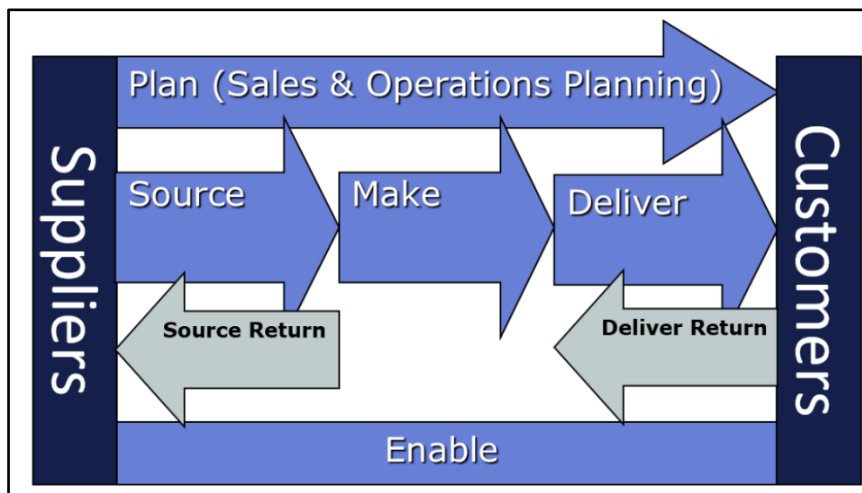 Suppliers
Plan (Sales & Operations Planning)
Source
Make
Deliver
Source Return
Deliver Return
Enable
Customers